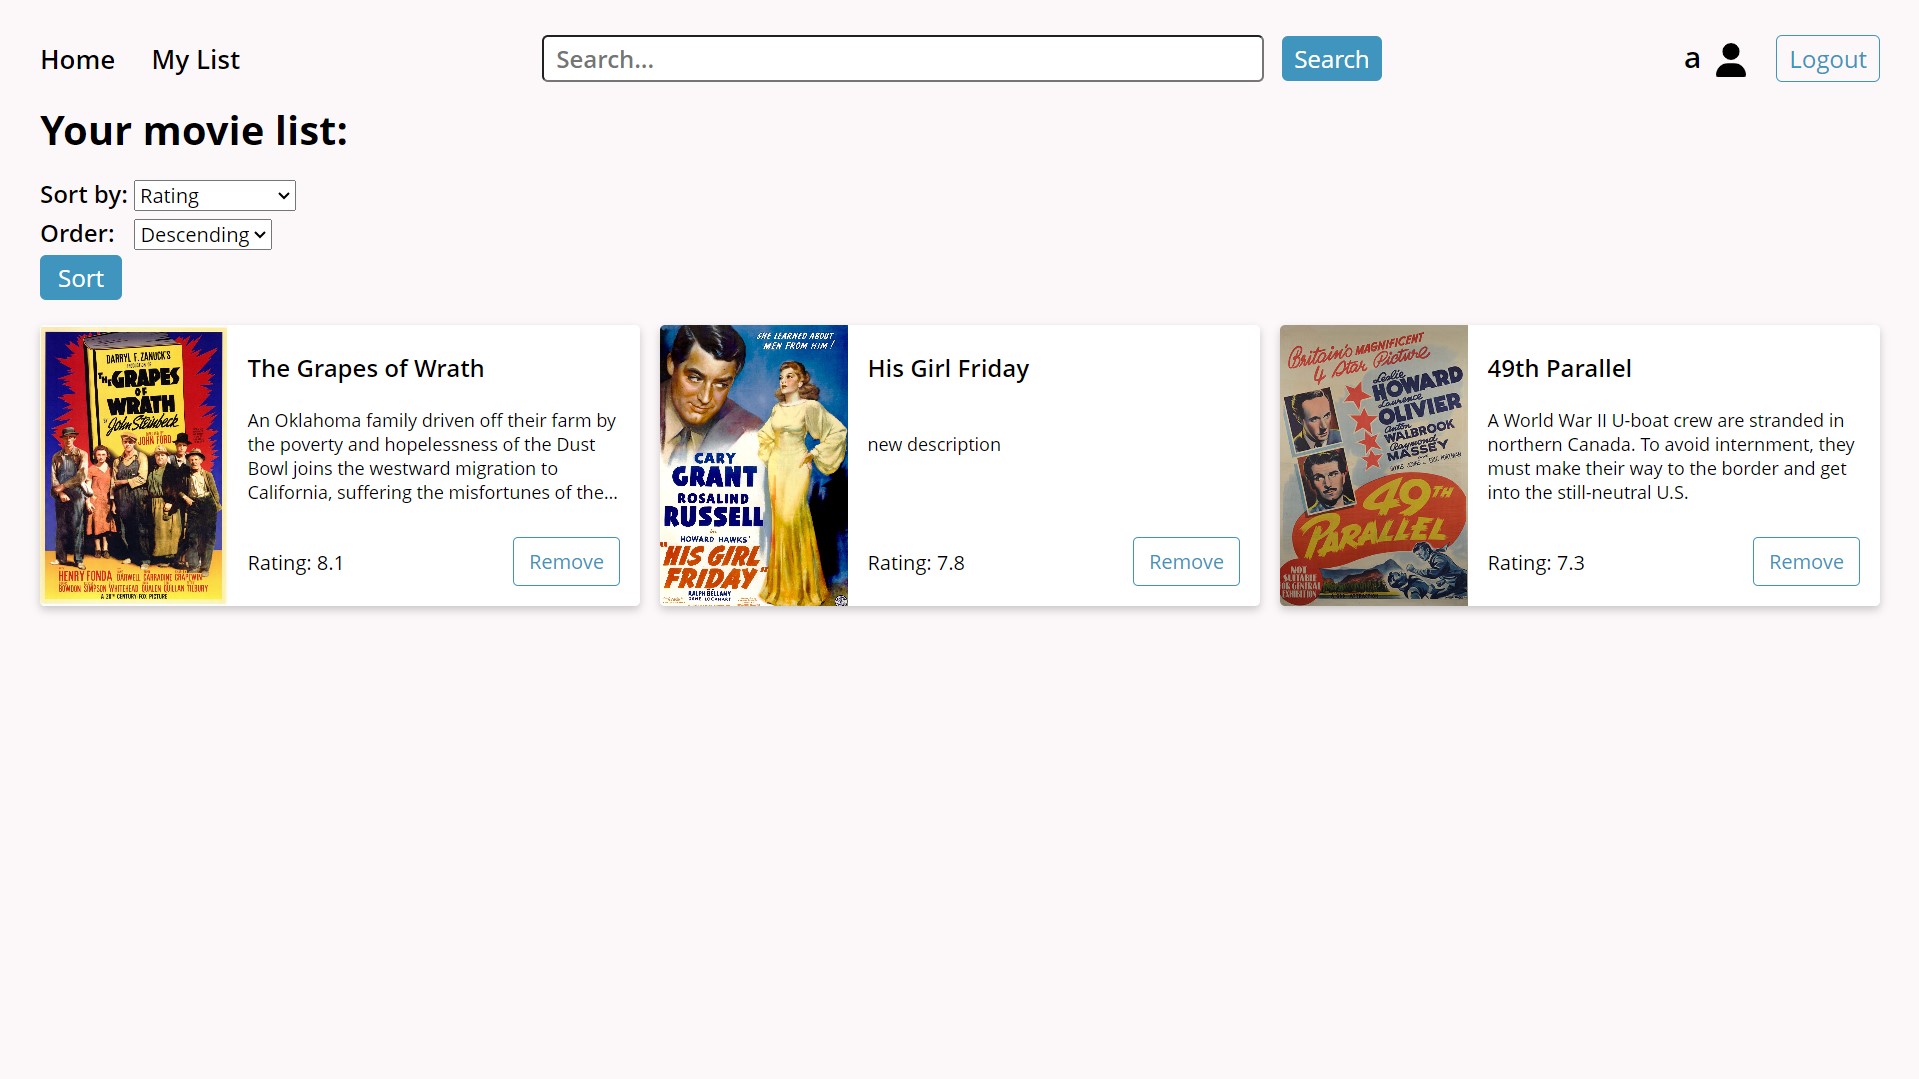 Home
My List
Search...
Search
a
Logout
Your movie list:
Sort by: Rating
Order: Descending
Sort
DARRYL F. ZANUCK'S
THE GRAPES
OF
WRATH
by John Steinbeck
JOHN FORD
HENRY FONDA
A 20th CENTURY-FOX PICTURE
The Grapes of Wrath
An Oklahoma family driven off their farm by
the poverty and hopelessness of the Dust
Bowl joins the westward migration to
California, suffering the misfortunes of the...
Rating: 8.1
Remove
SHE LEARNED ABOUT
MEN FROM HIM!
CARY
GRANT
ROSALIND
RUSSELL
in
HOWARD HAWKS'
"HIS GIRL
FRIDAY"
RALPH BELLAMY
His Girl Friday
new description
Rating: 7.8
Remove
Britain's MAGNIFICENT
4 Star Picture
Leslie
HOWARD
Laurence
OLIVIER
Anton
WALBROOK
Raymond
MASSEY
49TH
PARALLEL
NOT
SUITABLE
FOR GENERAL
EXHIBITION
49th Parallel
A World War II U-boat crew are stranded in
northern Canada. To avoid internment, they
must make their way to the border and get
into the still-neutral U.S.
Rating: 7.3
Remove